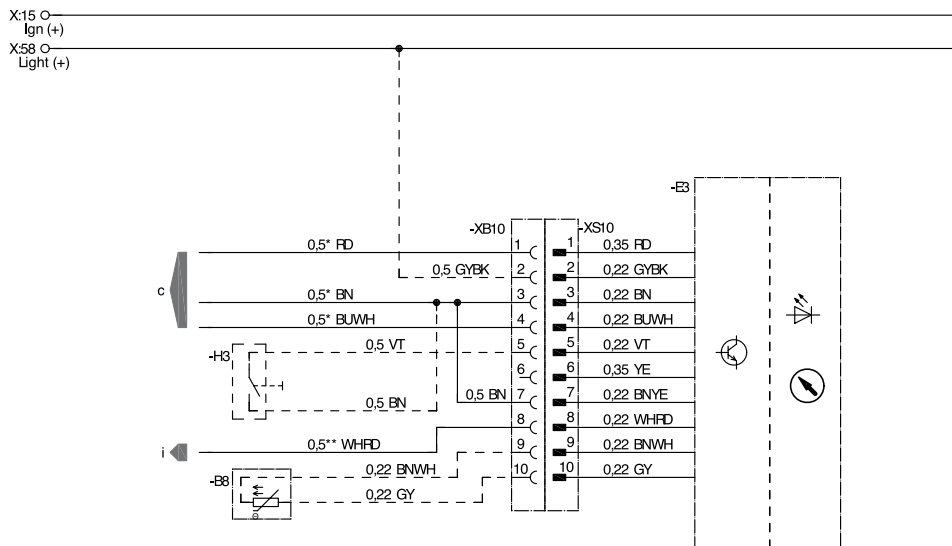 X:15
Ign (+)
X:58
Light (+)
-E3
-XB10
-XS10
c
0,5* RD 1 1 0,35 RD
0,5 GYBK 2 2 0,22 GYBK
0,5* BN 3 3 0,22 BN
0,5* BUWH 4 4 0,22 BUWH
-H3
0,5 VT 5 5 0,22 VT
6 6 0,35 YE
0,5 BN 0,5 BN 7 7 0,22 BNYE
8 8 0,22 WHRD
i 0,5** WHRD 9 9 0,22 BNWH
-B8
0,22 BNWH 10 10 0,22 GY
0,22 GY